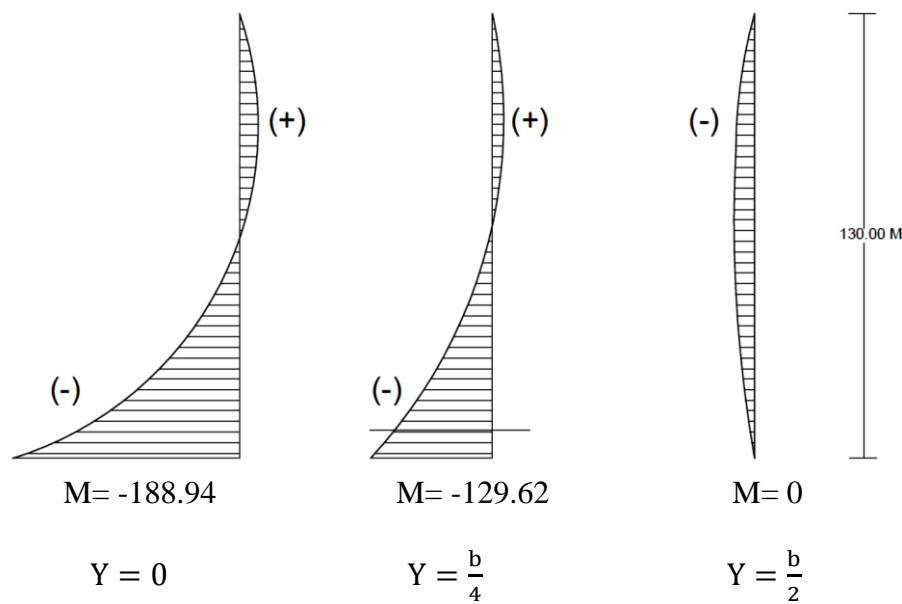 (+)
(+)
(-)
130.00 M
(-)
(-)
M= -188.94
M= -129.62
M= 0
Y = 0
Y = b/4
Y = b/2